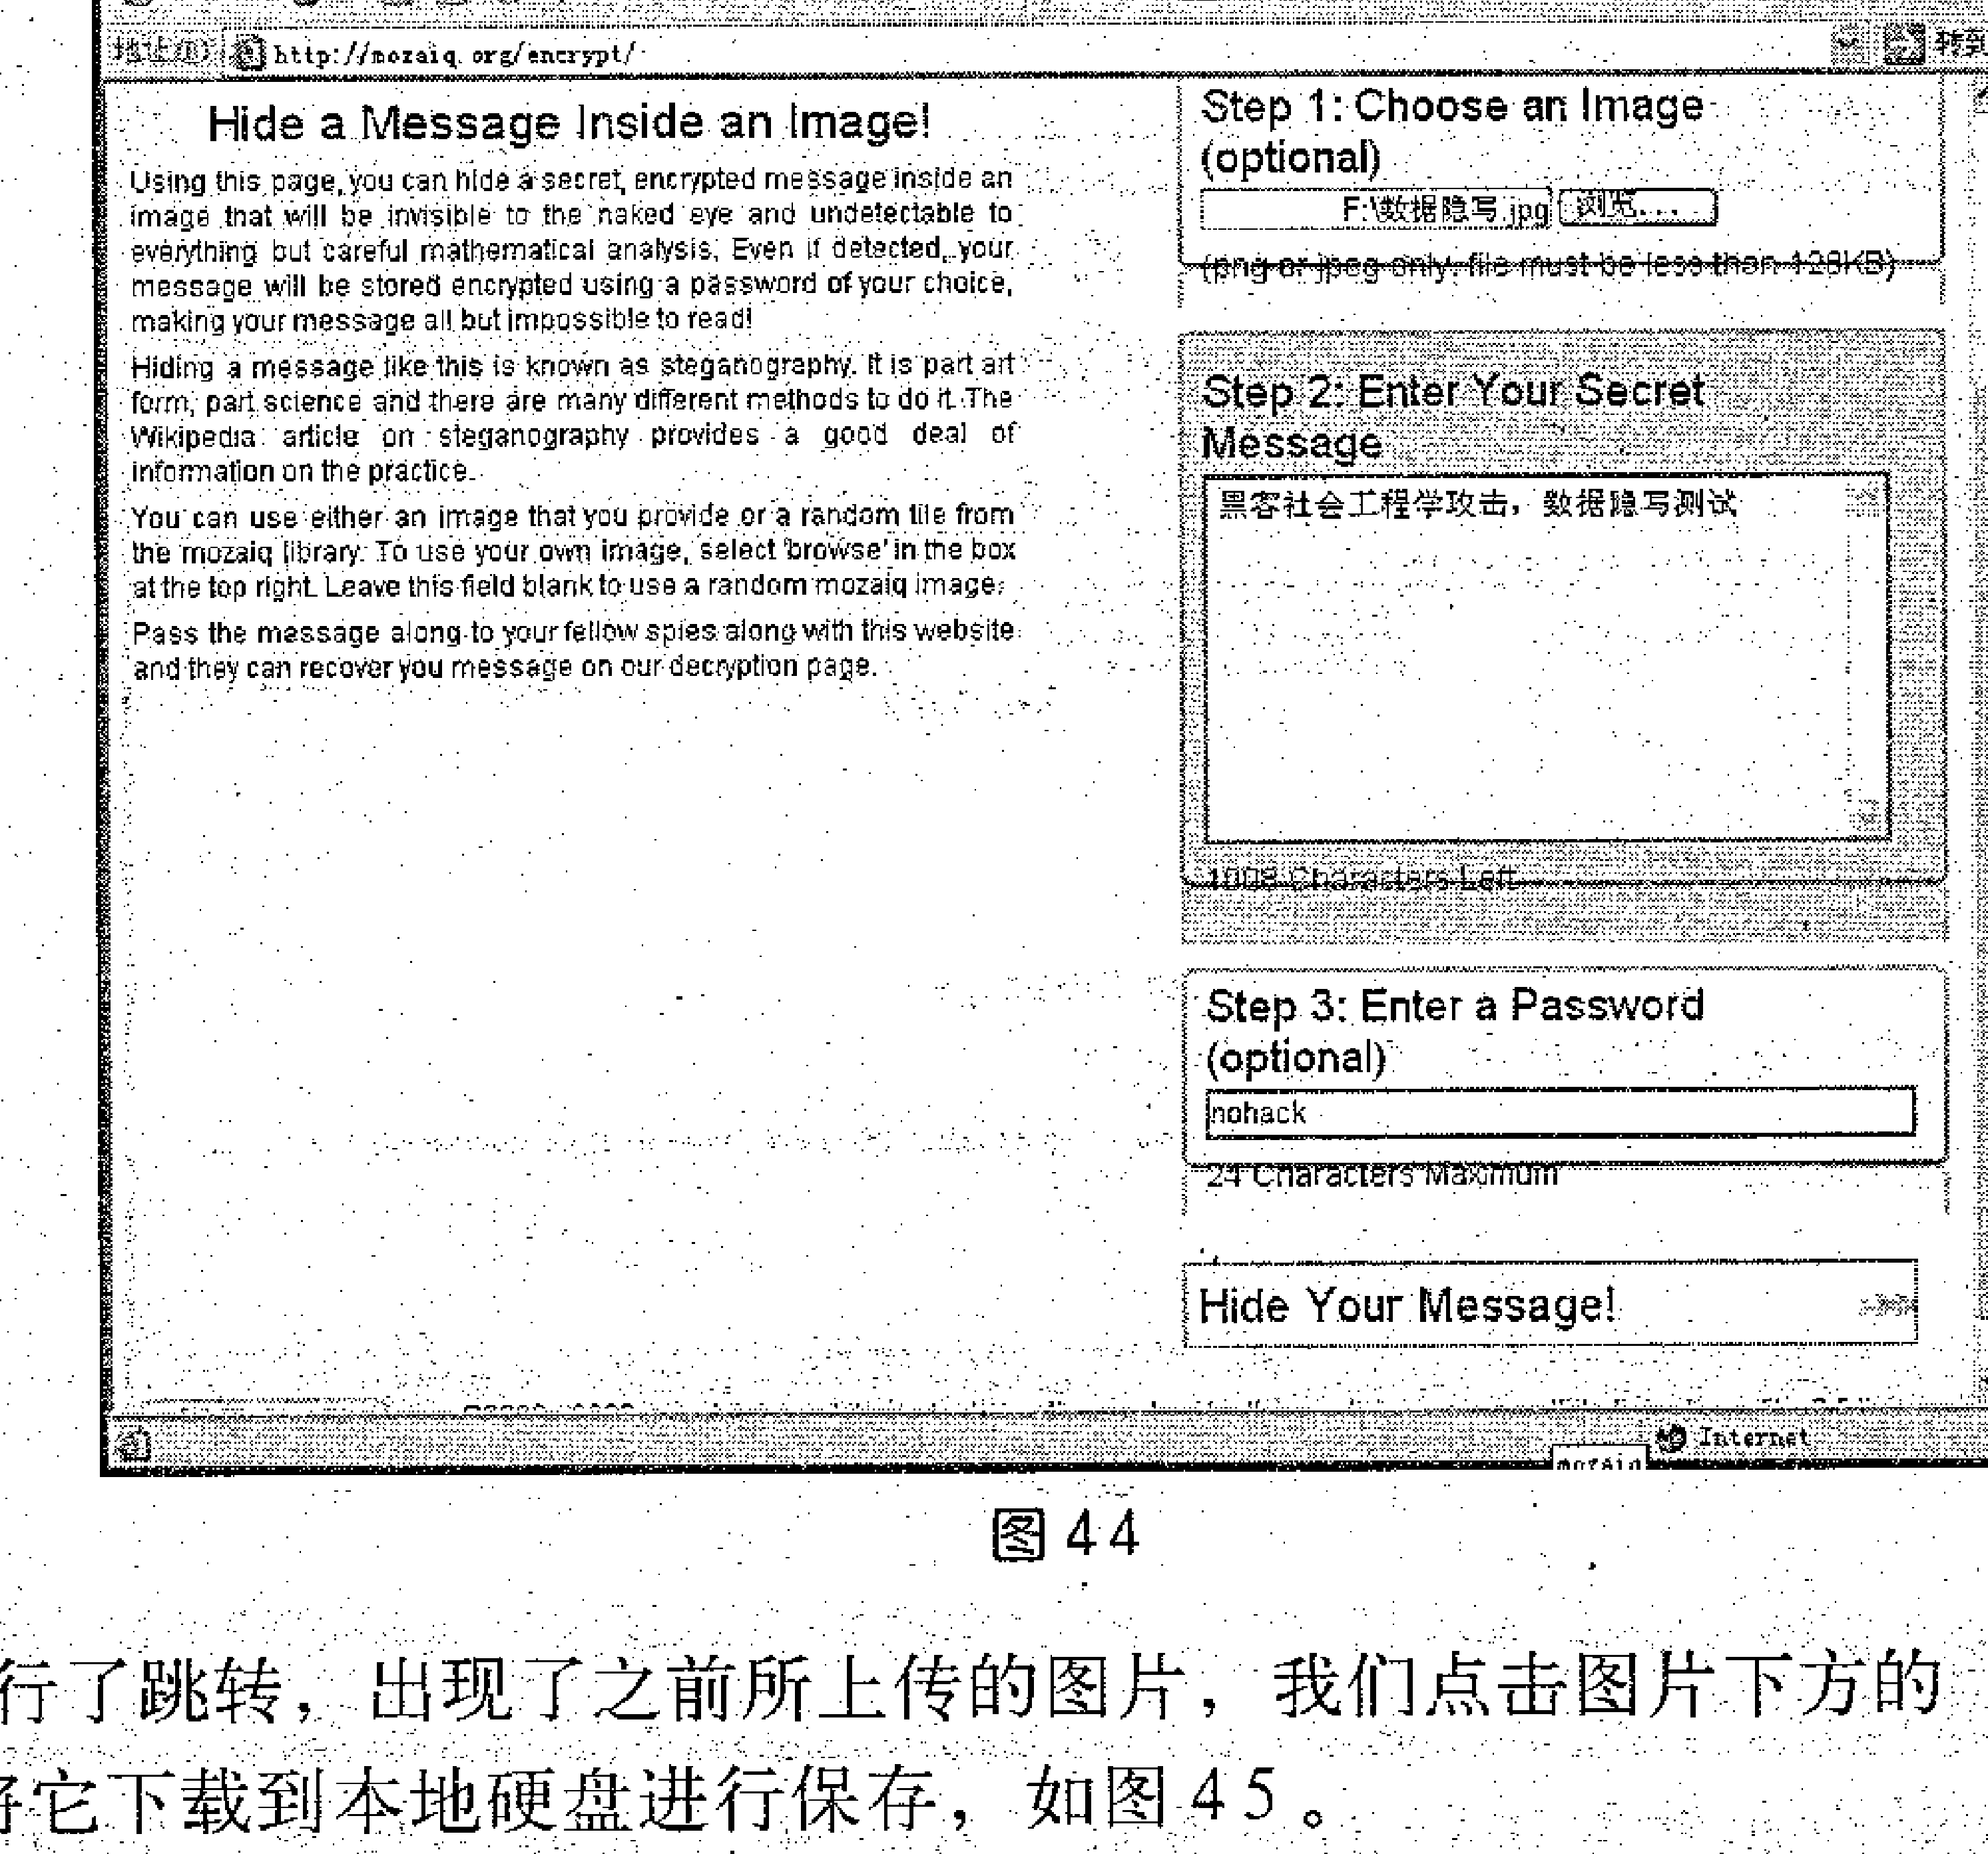 地址(D) http://mozaiq.org/encrypt/ 转到
Hide a Message Inside an Image!
Using this page, you can hide a secret, encrypted message inside an
image that will be invisible to the naked eye and undetectable to
everything but careful mathematical analysis. Even if detected, your
message will be stored encrypted using a password of your choice,
making your message all but impossible to read!
Hiding a message like this is known as steganography. It is part art
form, part science and there are many different methods to do it. The
Wikipedia article on steganography provides a good deal of
information on the practice.
You can use either an image that you provide or a random tile from
the mozaiq library. To use your own image, select 'browse' in the box
at the top right. Leave this field blank to use a random mozaiq image.
Pass the message along to your fellow spies along with this website
and they can recover you message on our decryption page.
Step 1: Choose an Image
(optional)
F:\数据隐写.jpg 浏览...
(png or jpeg only, file must be less than 128KB)
Step 2: Enter Your Secret
Message
黑客社会工程学攻击，数据隐写测试
1008 Characters Left
Step 3: Enter a Password
(optional)
nohack
24 Characters Maximum
Hide Your Message!
Internet
mozaiq
图44
行了跳转，出现了之前所上传的图片，我们点击图片下方的
将它下载到本地硬盘进行保存，如图45。